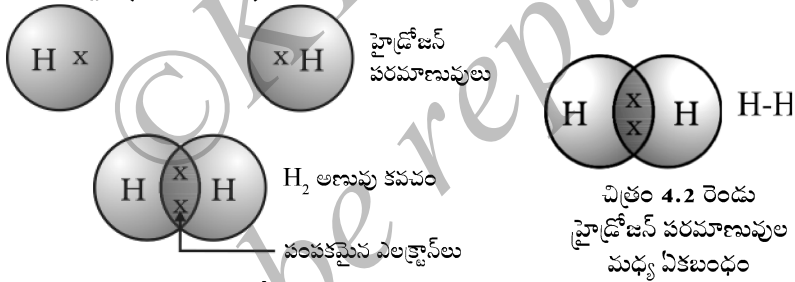 H x
x H
హైడ్రోజన్
పరమాణువులు
H x x H
H₂ అణువు కవచం
పంపకమైన ఎలక్ట్రాన్‌లు
H x x H
H-H
చిత్రం 4.2 రెండు
హైడ్రోజన్ పరమాణువుల
మధ్య ఏకబంధం